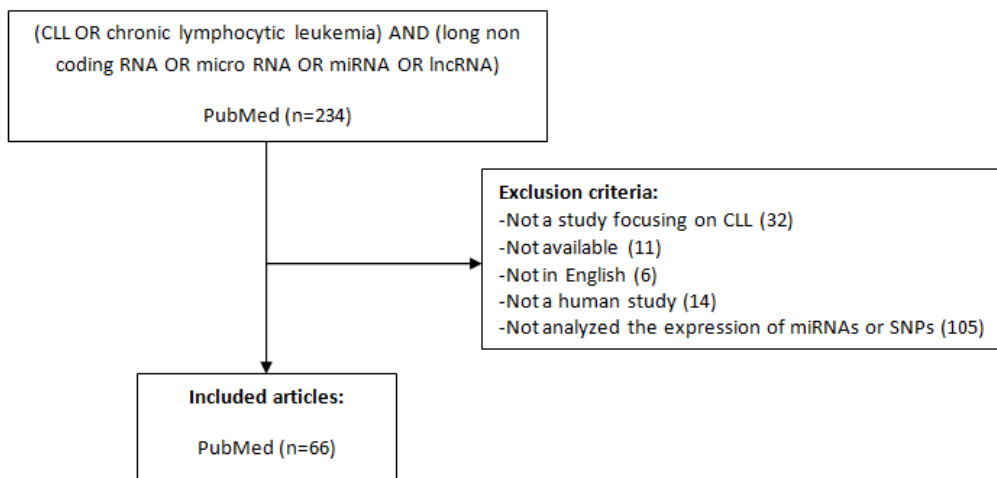 (CLL OR chronic lymphocytic leukemia) AND (long non
coding RNA OR micro RNA OR miRNA OR lncRNA)
PubMed (n=234)
Exclusion criteria:
-Not a study focusing on CLL (32)
-Not available (11)
-Not in English (6)
-Not a human study (14)
-Not analyzed the expression of miRNAs or SNPs (105)
Included articles:
PubMed (n=66)